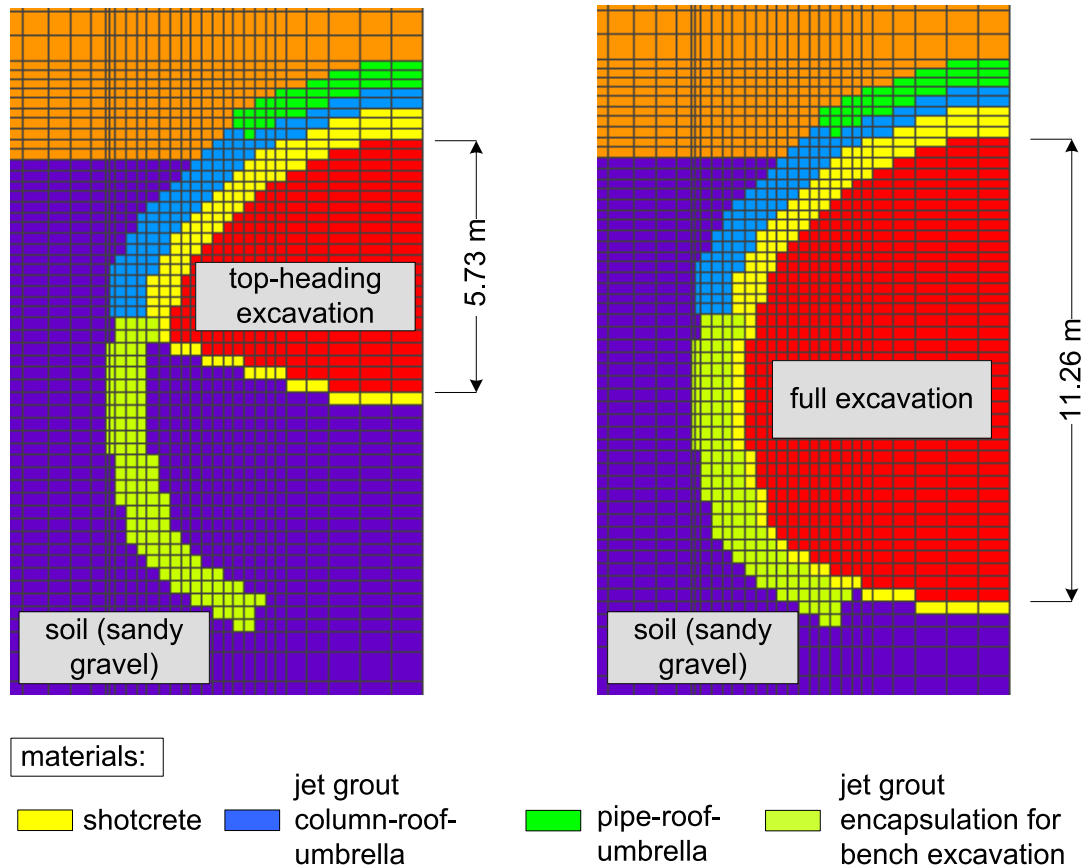 top-heading
excavation
5.73 m
soil (sandy
gravel)
full excavation
11.26 m
soil (sandy
gravel)
materials:
shotcrete
jet grout
column-roof-
umbrella
pipe-roof-
umbrella
jet grout
encapsulation for
bench excavation